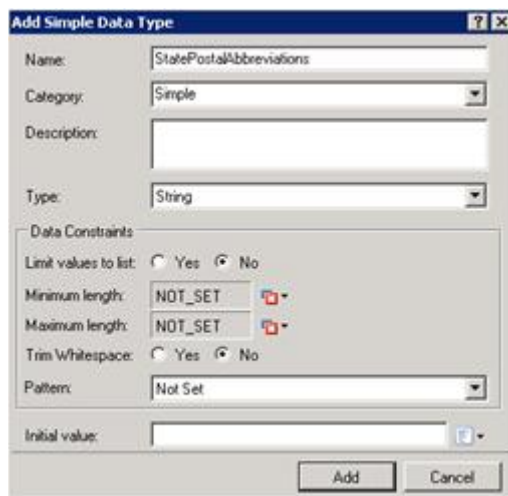 Add Simple Data Type
Name: StatePostalAbbreviations
Category: Simple
Description:
Type: String
Data Constraints
Limit values to list: Yes No
Minimum length: NOT_SET
Maximum length: NOT_SET
Trim Whitespace: Yes No
Pattern: Not Set
Initial value:
Add Cancel